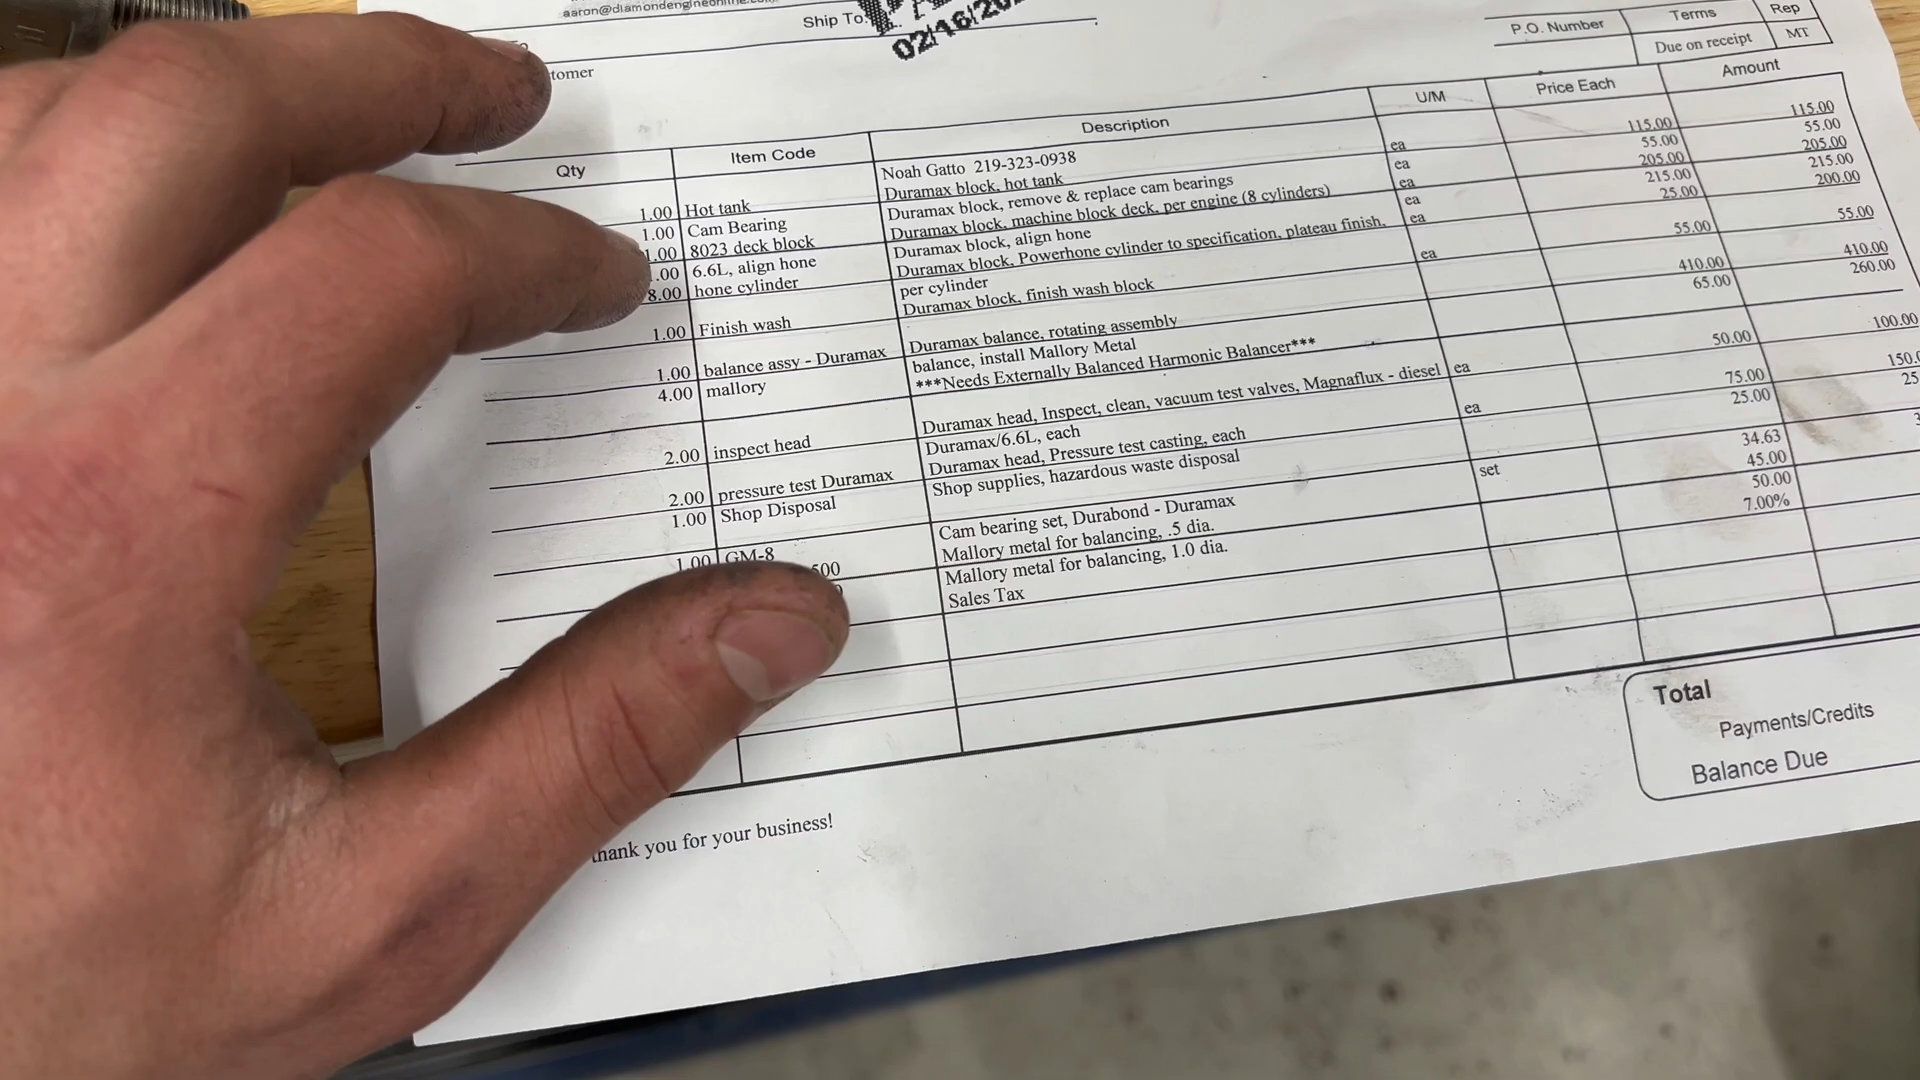 aaron@diamondengineonline.com
Ship To:
02/16/20
tomer
P.O. Number Terms Rep
Due on receipt MT
Qty Item Code Description U/M Price Each Amount
Noah Gatto 219-323-0938
1.00 Hot tank Duramax block, hot tank ea 115.00 115.00
1.00 Cam Bearing Duramax block, remove & replace cam bearings ea 55.00 55.00
1.00 8023 deck block Duramax block, machine block deck, per engine (8 cylinders) ea 205.00 205.00
.00 6.6L, align hone Duramax block, align hone ea 215.00 215.00
8.00 hone cylinder Duramax block, Powerhone cylinder to specification, plateau finish, ea 25.00 200.00
per cylinder
1.00 Finish wash Duramax block, finish wash block ea 55.00 55.00
1.00 balance assy - Duramax Duramax balance, rotating assembly 410.00 410.00
4.00 mallory balance, install Mallory Metal 65.00 260.00
***Needs Externally Balanced Harmonic Balancer***
2.00 inspect head Duramax head, Inspect, clean, vacuum test valves, Magnaflux - diesel ea 50.00 100.00
Duramax/6.6L, each
2.00 pressure test Duramax Duramax head, Pressure test casting, each ea 75.00 150.0
1.00 Shop Disposal Shop supplies, hazardous waste disposal 25.00 25
1.00 GM-8 Cam bearing set, Durabond - Duramax set 34.63 3
500 Mallory metal for balancing, .5 dia. 45.00
Mallory metal for balancing, 1.0 dia. 50.00
Sales Tax 7.00%
Total
Payments/Credits
Balance Due
hank you for your business!